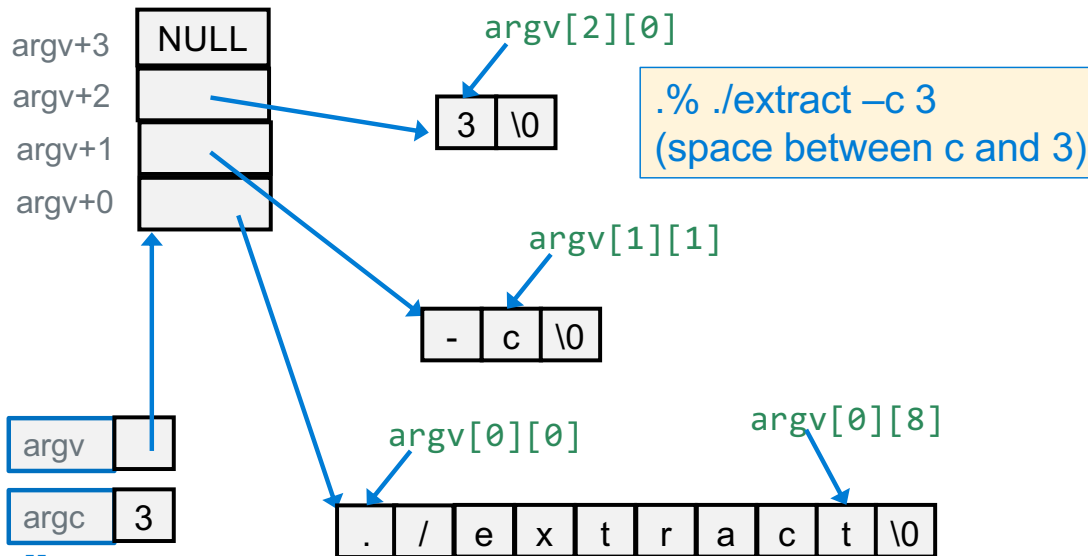 argv+3 NULL
argv+2
argv+1
argv+0
argv[2][0]
3 \0
.% ./extract –c 3
(space between c and 3)
argv[1][1]
- c \0
argv
argc 3
argv[0][0]
argv[0][8]
. / e x t r a c t \0